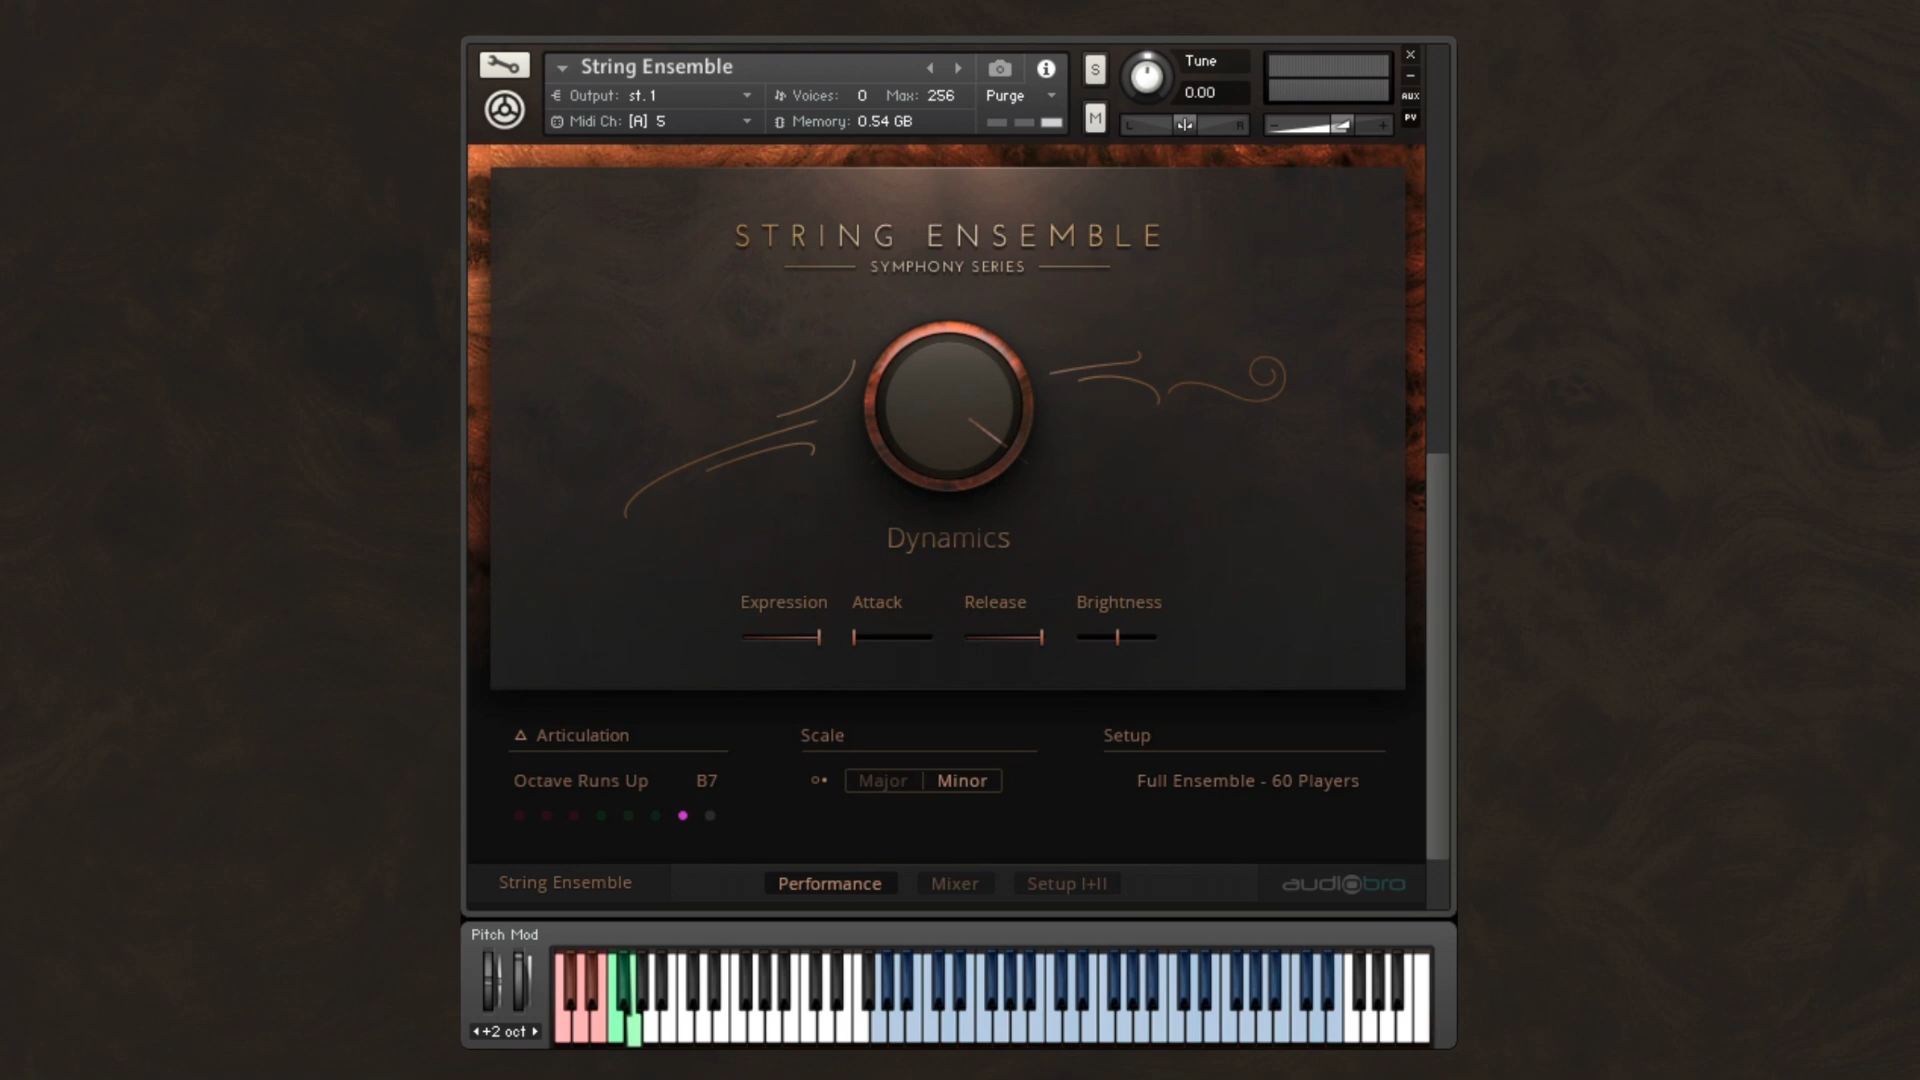 String Ensemble
Output: st. 1
Voices: 0 Max: 256
Purge
Midi Ch: [A] 5
Memory: 0.54 GB
S
M
Tune
0.00
L
R
AUX
PV
STRING ENSEMBLE
SYMPHONY SERIES
Dynamics
Expression
Attack
Release
Brightness
Articulation
Scale
Setup
Octave Runs Up B7
Major | Minor
Full Ensemble - 60 Players
String Ensemble
Performance
Mixer
Setup I+II
audiobro
Pitch Mod
+2 oct